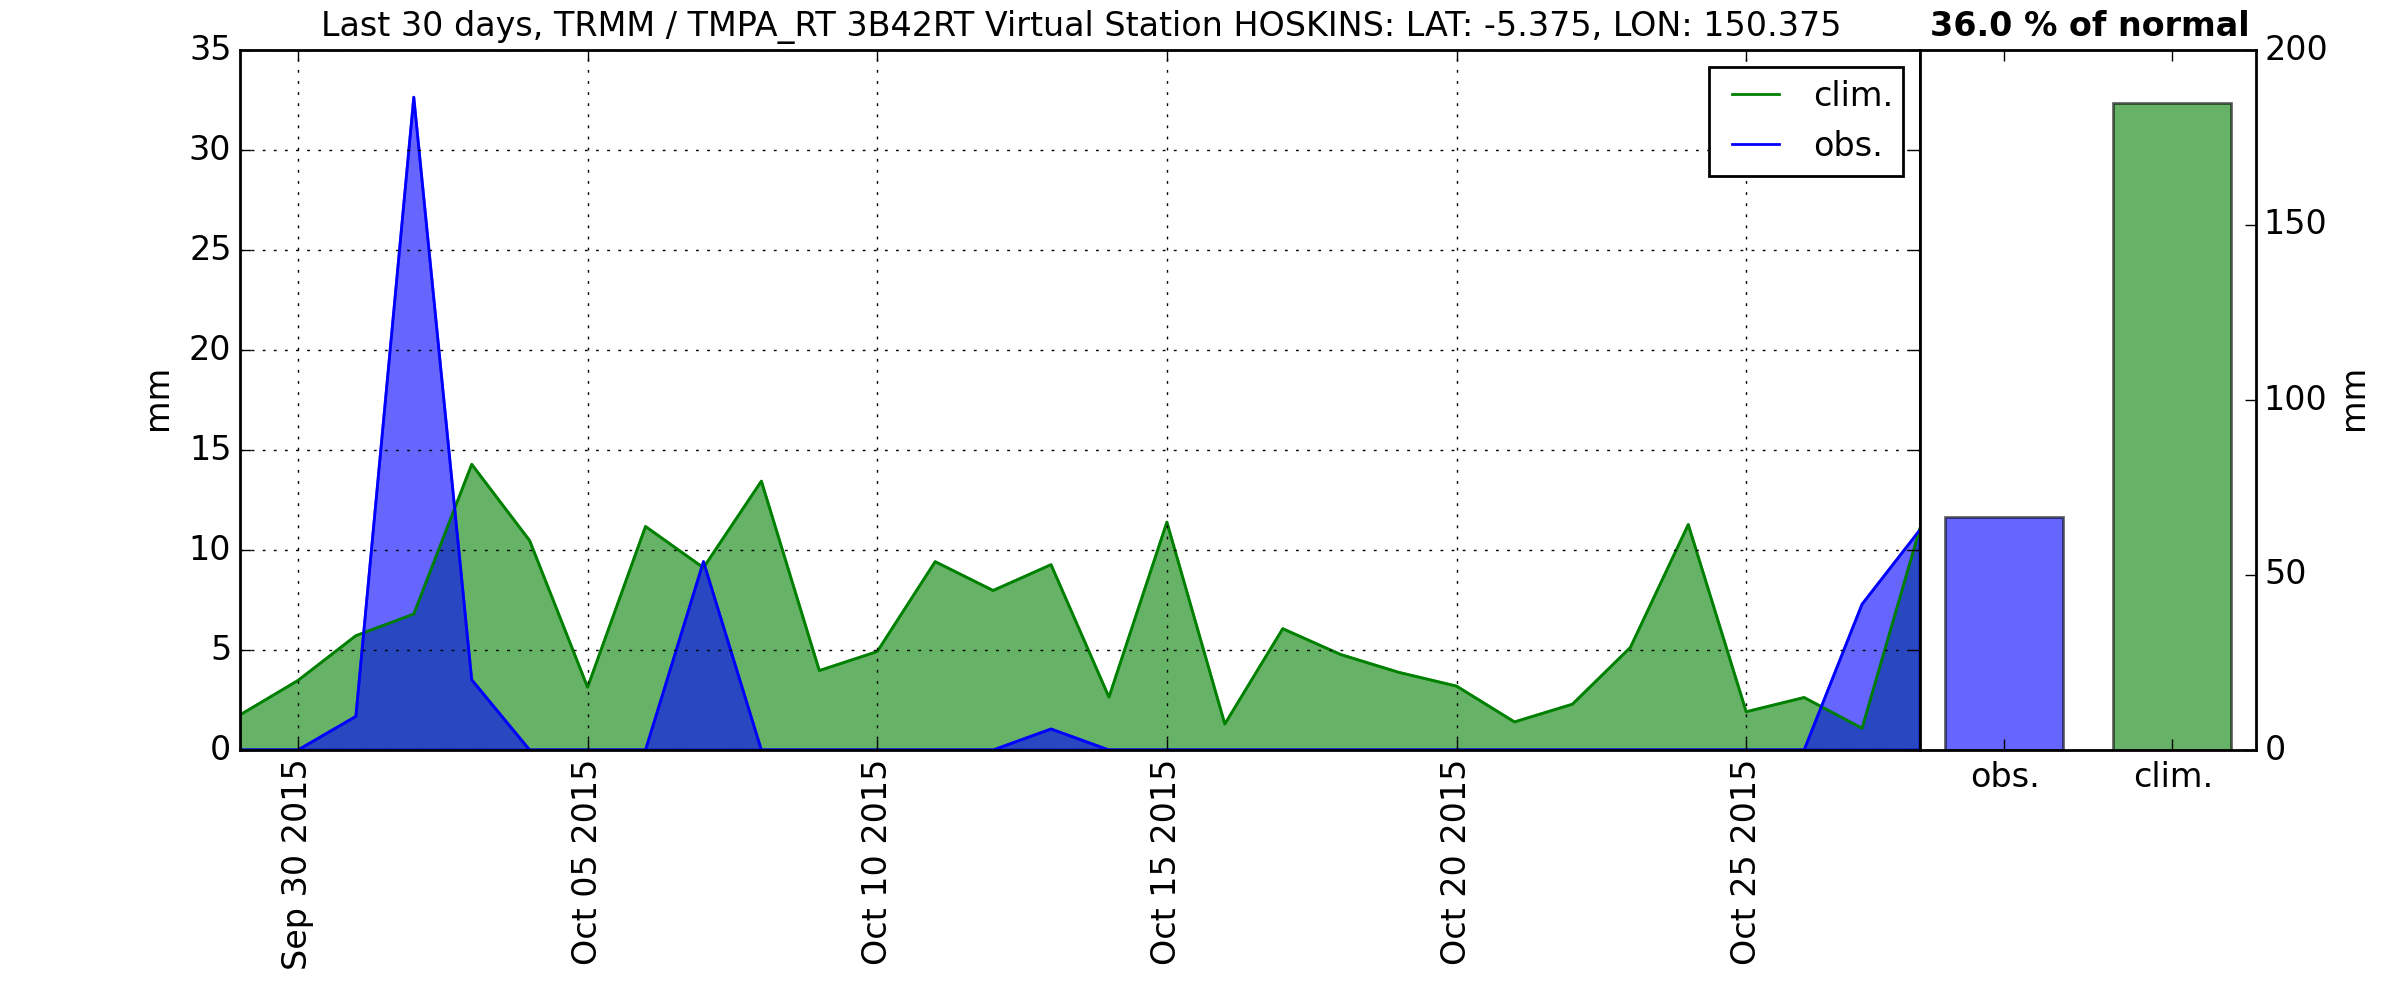 Last 30 days, TRMM / TMPA_RT 3B42RT Virtual Station HOSKINS: LAT: -5.375, LON: 150.375
36.0 % of normal
35
30
25
20
15
10
5
0
mm
clim.
obs.
Sep 30 2015
Oct 05 2015
Oct 10 2015
Oct 15 2015
Oct 20 2015
Oct 25 2015
200
150
100
50
0
mm
obs.
clim.